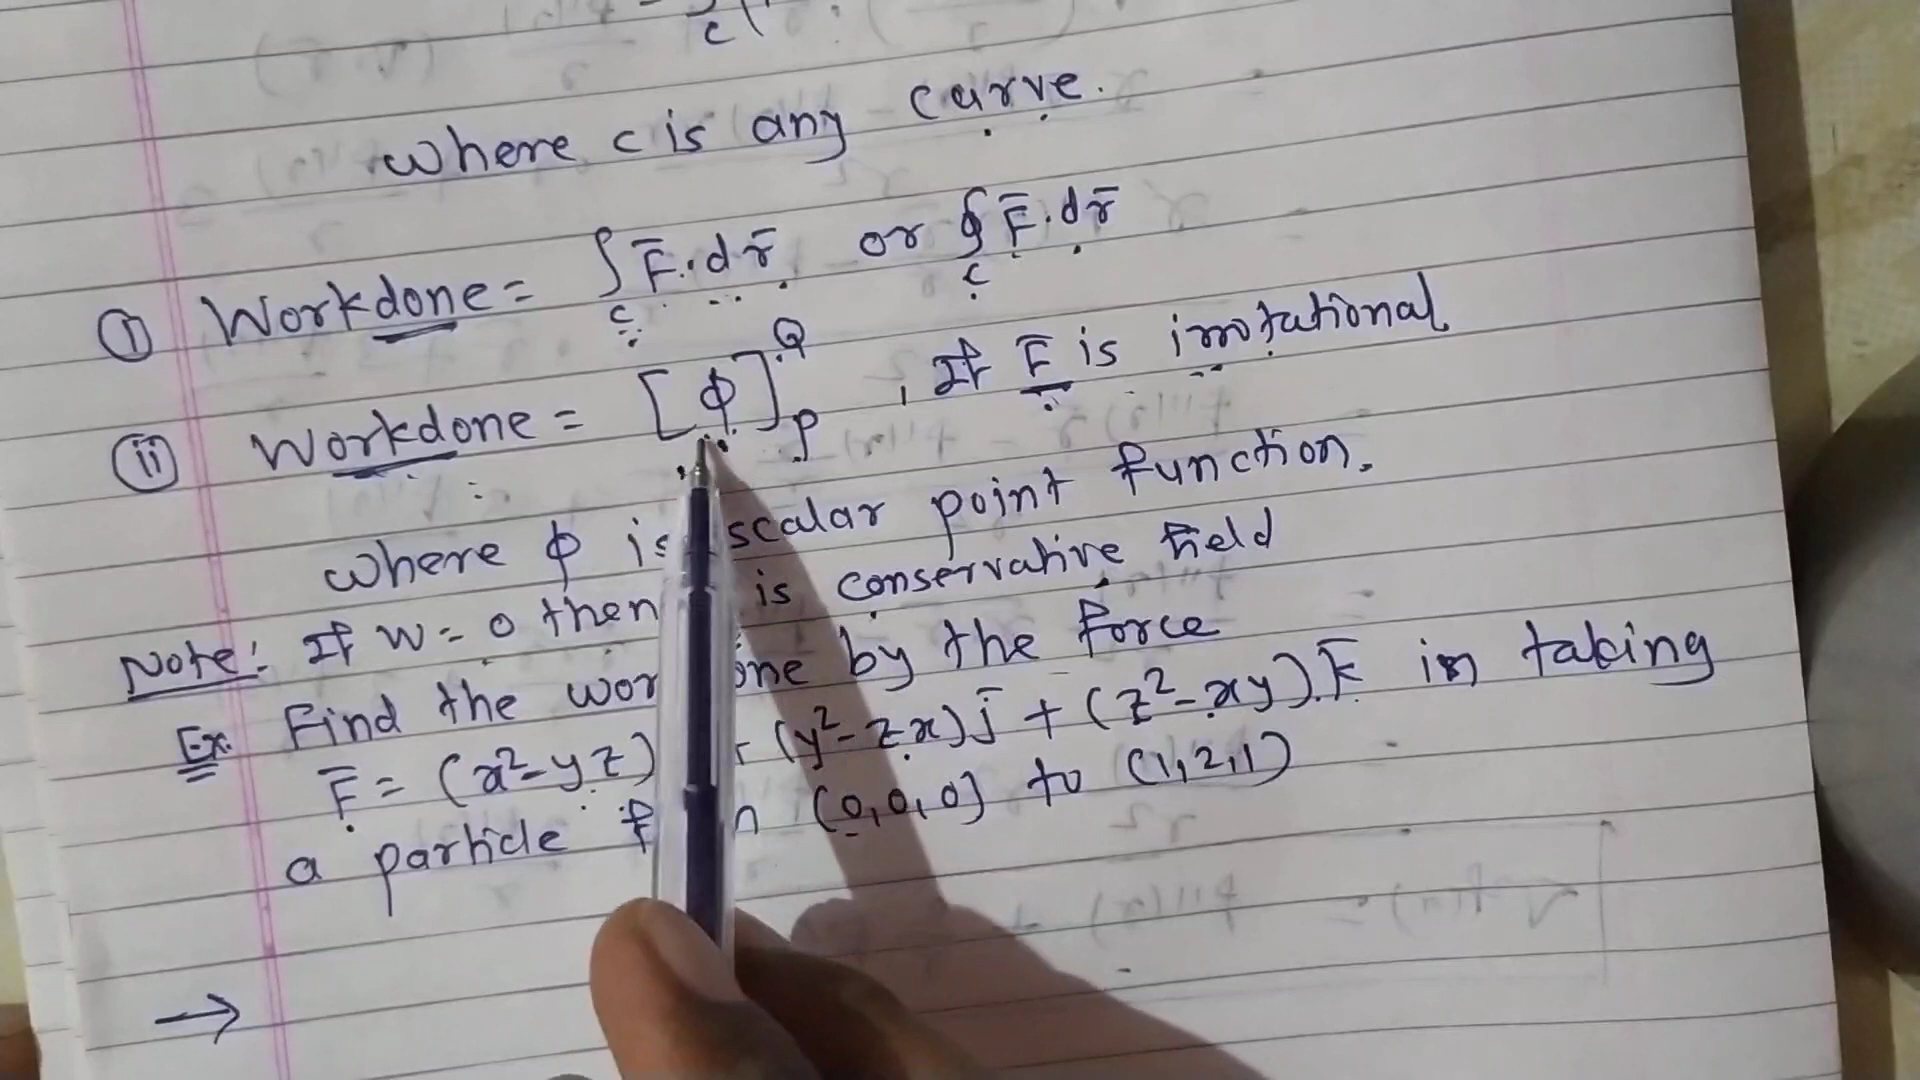 c
where c is any curve.
(i) Workdone = ∫_c F̄.dr̄ or ∮_c F̄.dr̄
(ii) Workdone = [ϕ]_P^Q , If F̄ is irrotational
where ϕ is scalar point function.
Note: If W = 0 then is conservative field
Ex. Find the by the force
F̄ = (x²-yz) + (y²-zx)j̄ + (z²-xy).k̄ in taking
a particle (0,0,0) to (1,2,1)
→